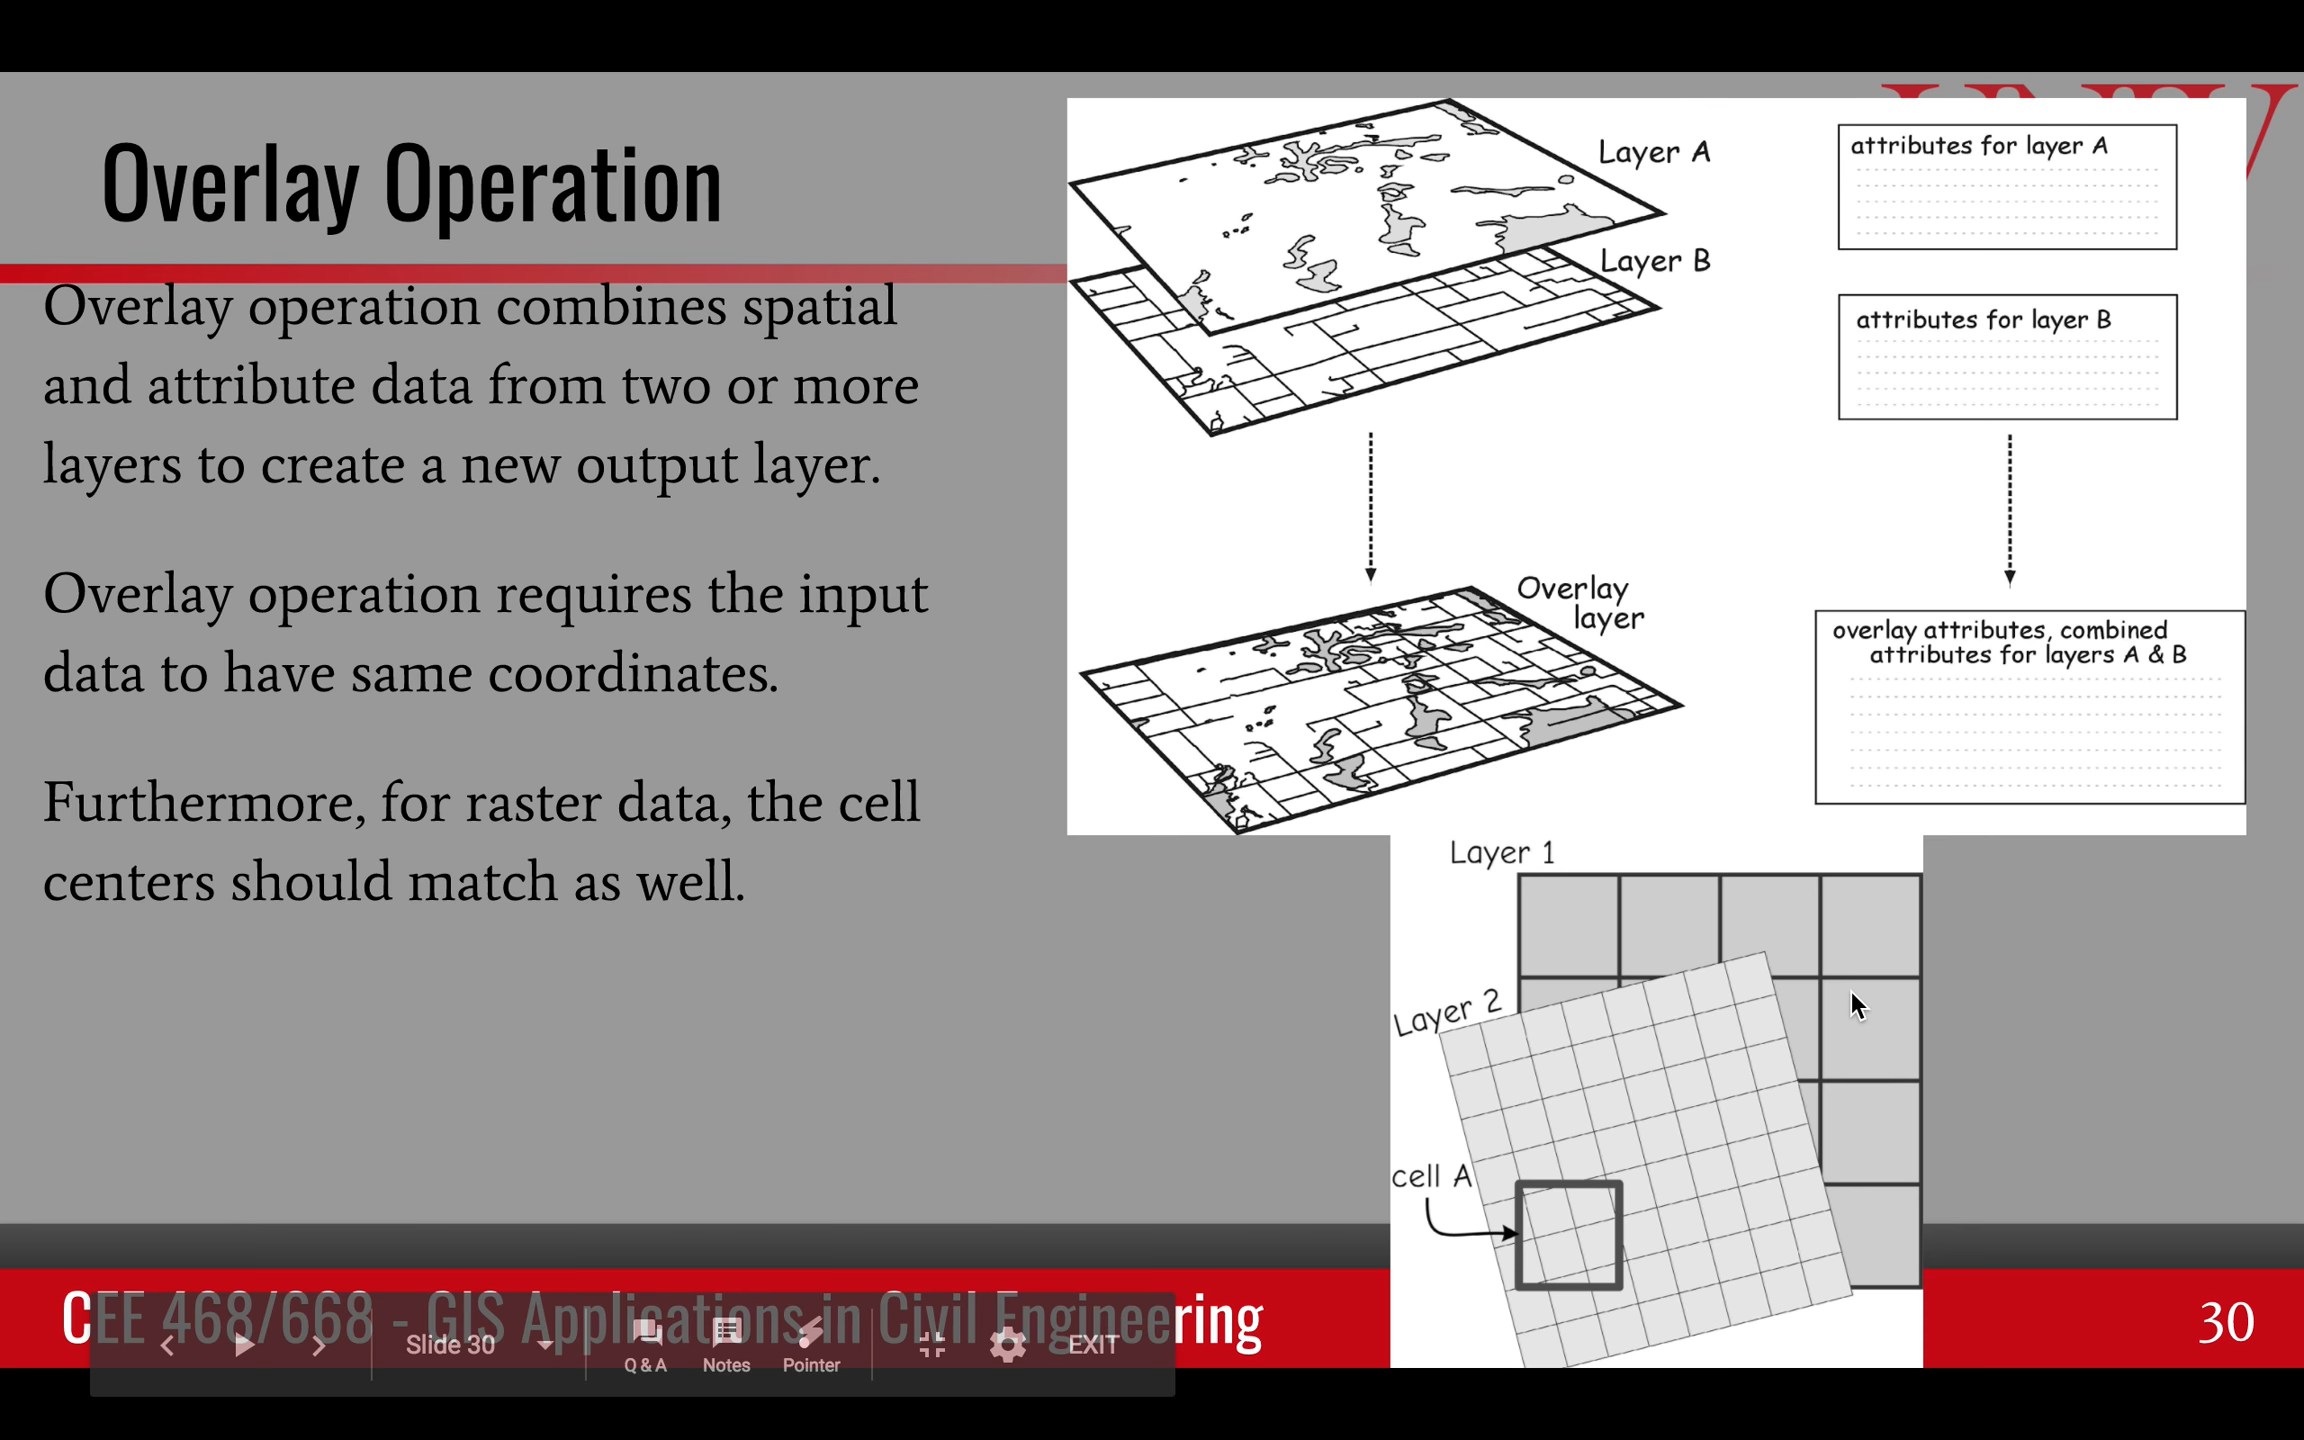 Overlay Operation
Overlay operation combines spatial
and attribute data from two or more
layers to create a new output layer.
Overlay operation requires the input
data to have same coordinates.
Furthermore, for raster data, the cell
centers should match as well.
Layer A
Layer B
attributes for layer A
attributes for layer B
Overlay
layer
overlay attributes, combined
attributes for layers A & B
Layer 1
Layer 2
cell A
CEE 468/668 - GIS Applications in Civil Engineering
30
Slide 30
Q & A
Notes
Pointer
EXIT